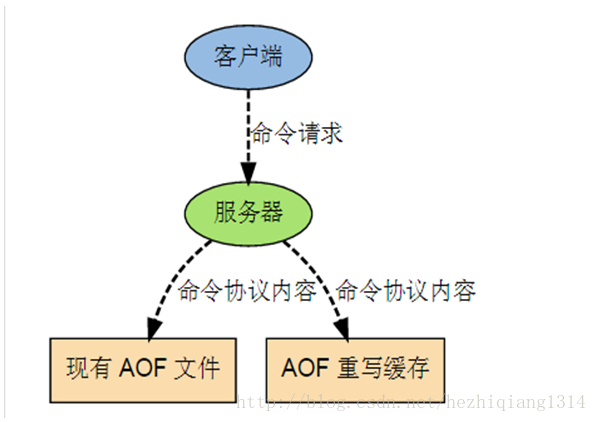 客户端
命令请求
服务器
命令协议内容 命令协议内容
现有 AOF 文件 AOF 重写缓存
http://blog.csdn.net/hezhiqiang1314